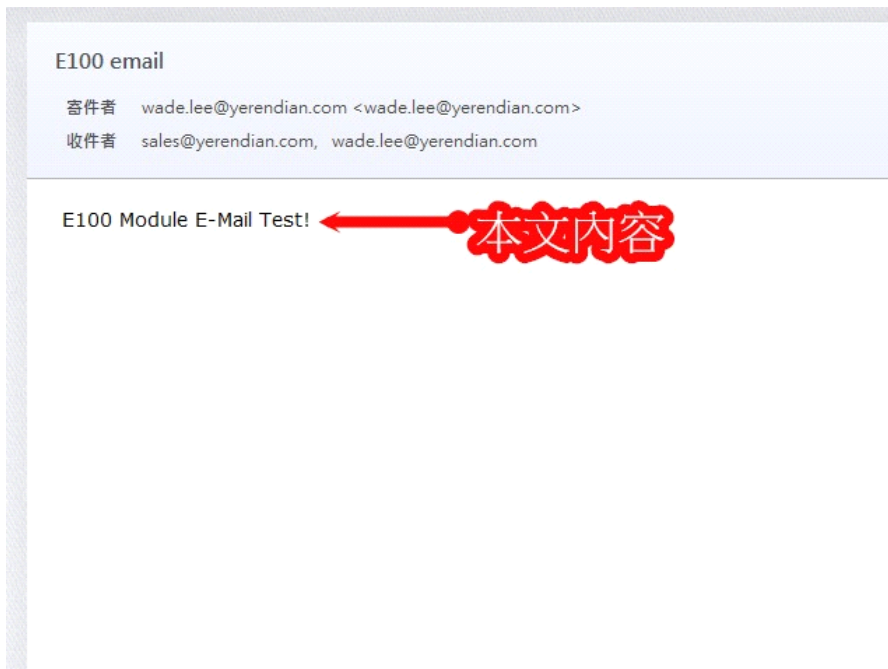 E100 email
寄件者 wade.lee@yerendian.com <wade.lee@yerendian.com>
收件者 sales@yerendian.com, wade.lee@yerendian.com
E100 Module E-Mail Test!
本文內容